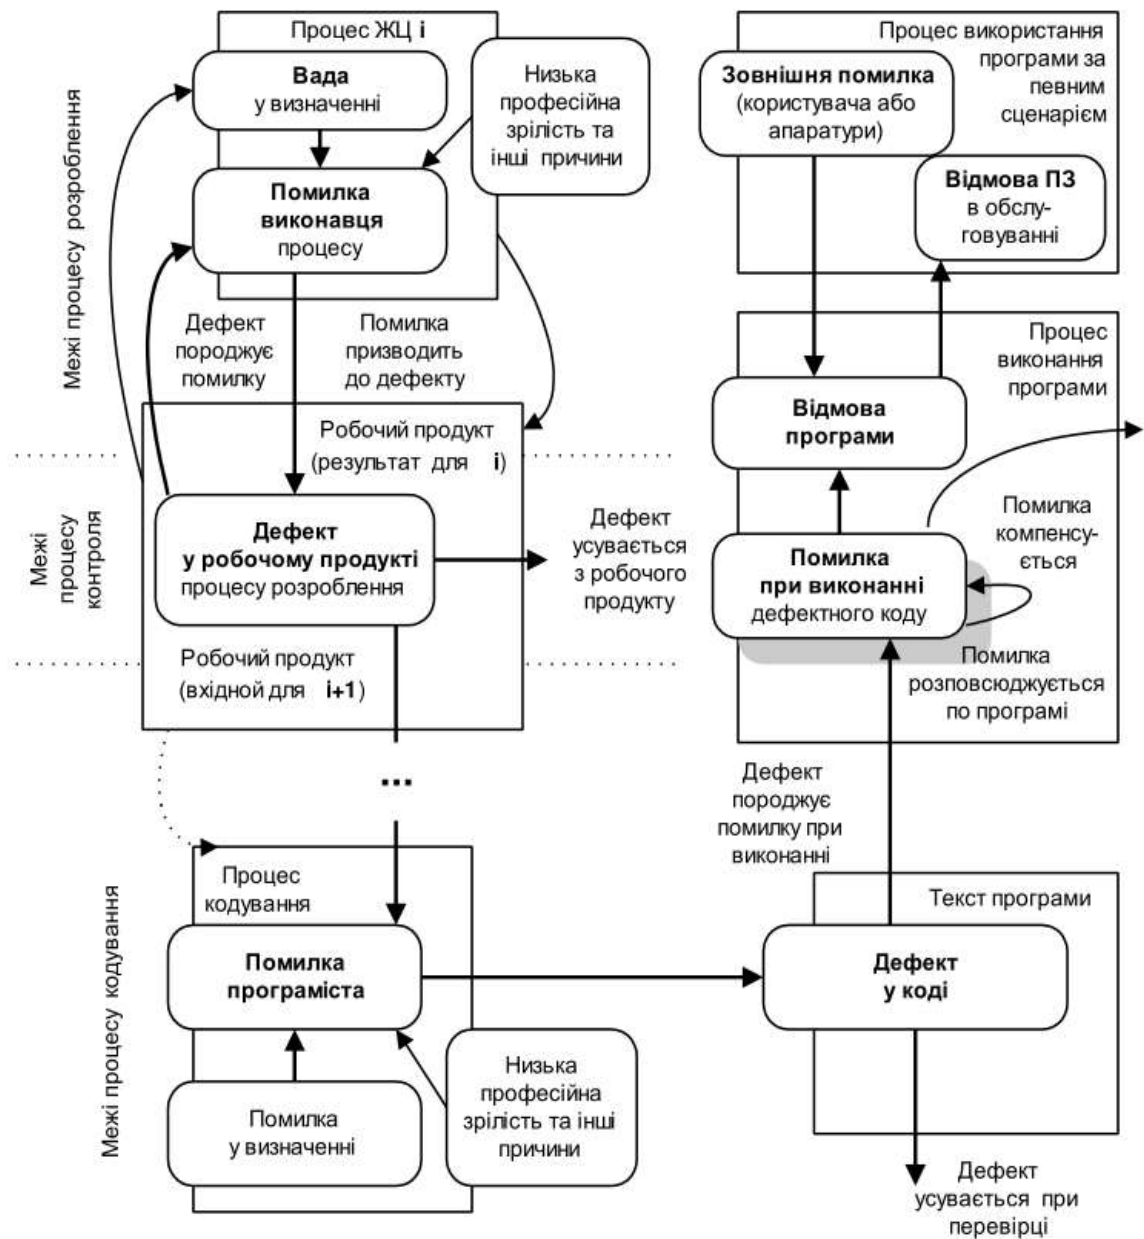 Процес ЖЦ i
Вада
у визначенні
Низька
професійна
зрілість та
інші причини
Помилка
виконавця
процесу
Межі процесу розроблення
Дефект
породжує
помилку
Помилка
призводить
до дефекту
Робочий продукт
(результат для i)
Межі
процесу
контроля
Дефект
у робочому продукті
процесу розроблення
Дефект
усувається
з робочого
продукту
Робочий продукт
(вхідной для i+1)
...
Межі процесу кодування
Процес
кодування
Помилка
програміста
Помилка
у визначенні
Низька
професійна
зрілість та інші
причини
Процес використання
програми за
певним
сценарієм
Зовнішня помилка
(користувача або
апаратури)
Відмова ПЗ
в обслу-
говуванні
Процес
виконання
програми
Відмова
програми
Помилка
компенсу-
ється
Помилка
при виконанні
дефектного коду
Помилка
розповсюджується
по програмі
Дефект
породжує
помилку при
виконанні
Текст програми
Дефект
у коді
Дефект
усувається при
перевірці